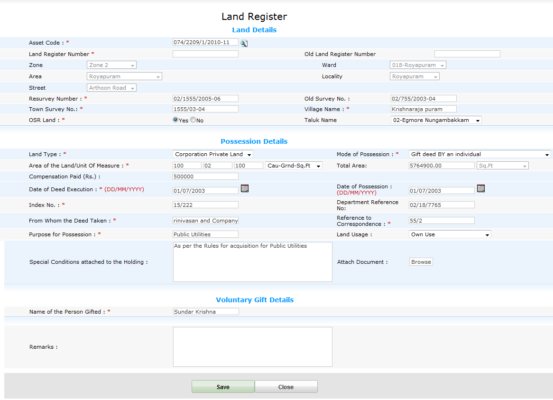 Land Register
Land Details
Asset Code : * 074/2209/1/2010-11
Land Register Number * Old Land Register Number
Zone Zone 2 Ward 018-Royapuram
Area Royapuram Locality Royapuram
Street Arthoon Road
Resurvey Number : * 02/1555/2005-06 Old Survey No. : 02/755/2003-04
Town Survey No.: * 1555/03-04 Village Name : * Krishnaraja puram
OSR Land : * Yes No Taluk Name 02-Egmore Nungambakkam
Possession Details
Land Type : * Corporation Private Land Mode of Possession : * Gift deed BY an individual
Area of the Land/Unit Of Measure : * 100 02 :100 Cau-Grnd-Sq.Ft Total Area: 5764900.00 Sq.Ft
Compensation Paid (Rs.) : 500000
Date of Deed Execution : * (DD/MM/YYYY) 01/07/2003 Date of Possession : (DD/MM/YYYY) 01/07/2003
Index No. : * 15/222 Department Reference No: 02/18/7765
From Whom the Deed Taken : * rinivasan and Company Reference to Correspondence : * 55/2
Purpose for Possession : * Public Utilities Land Usage : Own Use
Special Conditions attached to the Holding : As per the Rules for acquisition for Public Utilities Attach Document : Browse
Voluntary Gift Details
Name of the Person Gifted : * Sunder Krishna
Remarks :
Save Close